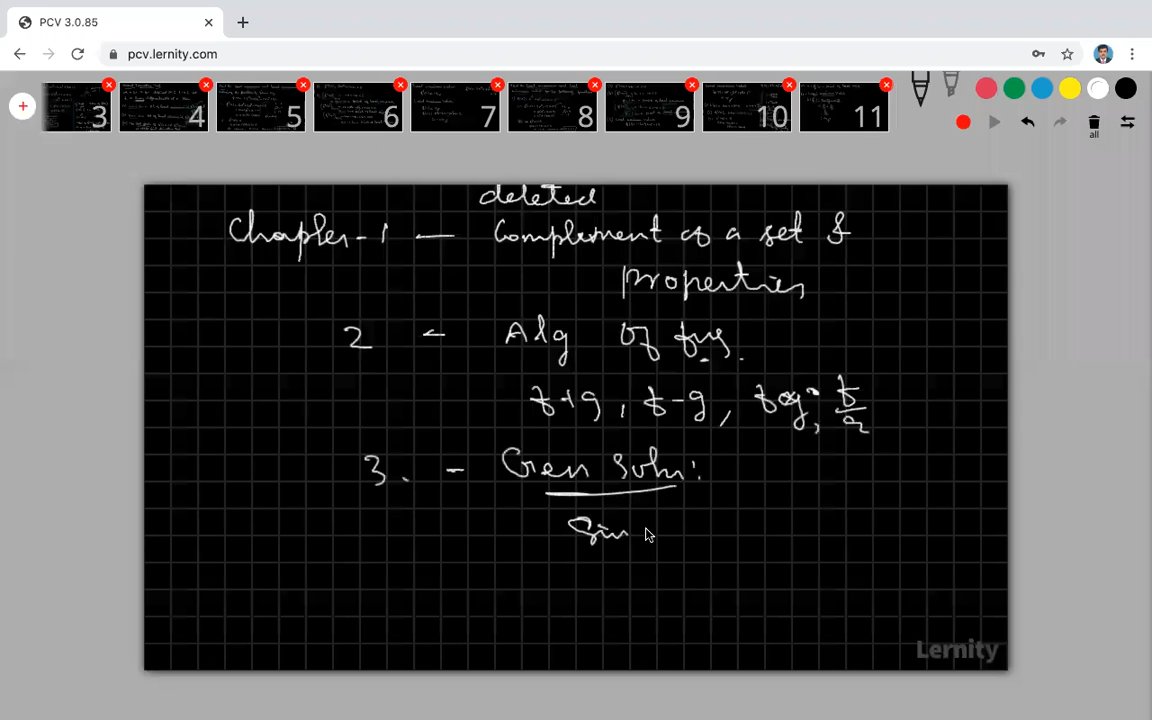 PCV 3.0.85
pcv.lernity.com
3 4 5 6 7 8 9 10 11
all
deleted
Chapter-1 — Complement of a set &
properties
2 - Alg of fns.
f+g, f-g, f×g, f/g
3. - Gen soln:
Sin
Lernity